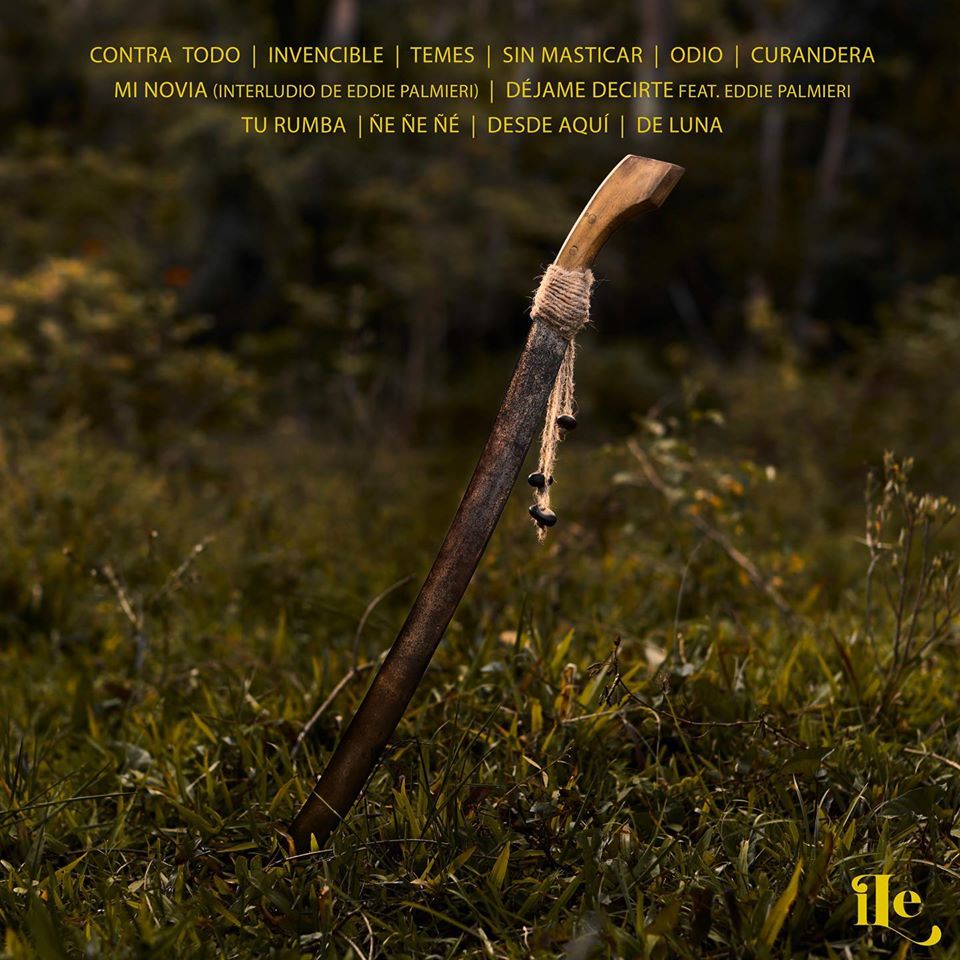 CONTRA TODO | INVENCIBLE | TEMES | SIN MASTICAR | ODIO | CURANDERA
MI NOVIA (INTERLUDIO DE EDDIE PALMIERI) | DÉJAME DECIRTE FEAT. EDDIE PALMIERI
TU RUMBA | ÑE ÑE ÑÉ | DESDE AQUÍ | DE LUNA
iLe